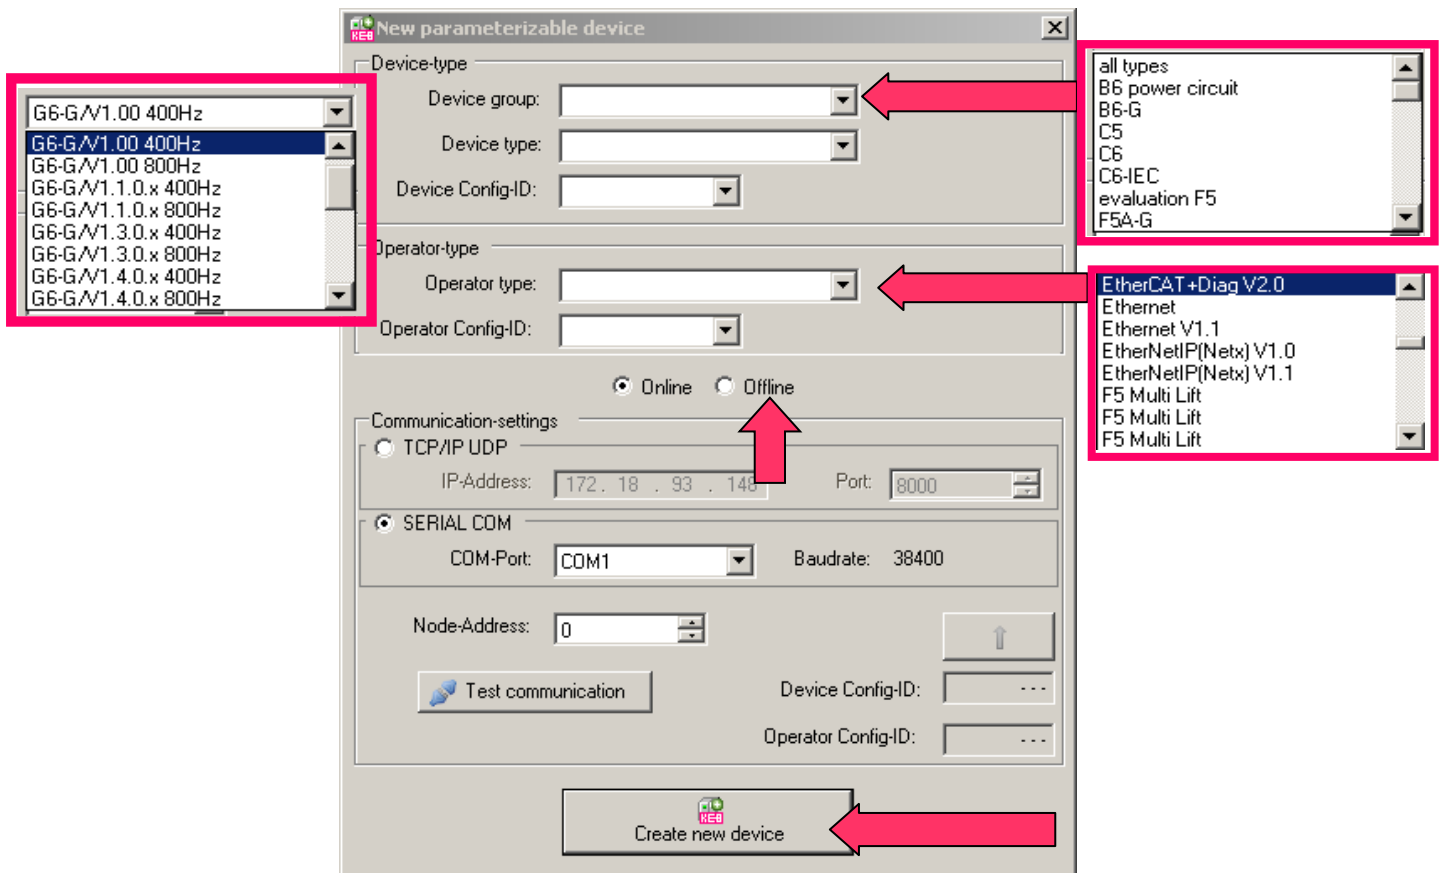 New parameterizable device
Device-type
Device group:
Device type:
Device Config-ID:
Operator-type
Operator type:
Operator Config-ID:
Online
Offline
Communication-settings
TCP/IP UDP
IP-Address: 172 . 18 . 93 . 148 Port: 8000
SERIAL COM
COM-Port: COM1 Baudrate: 38400
Node-Address: 0
Test communication
Device Config-ID: ---
Operator Config-ID: ---
KEB
Create new device
G6-G/V1.00 400Hz
G6-G/V1.00 400Hz
G6-G/V1.00 800Hz
G6-G/V1.1.0.x 400Hz
G6-G/V1.1.0.x 800Hz
G6-G/V1.3.0.x 400Hz
G6-G/V1.3.0.x 800Hz
G6-G/V1.4.0.x 400Hz
G6-G/V1.4.0.x 800Hz
all types
B6 power circuit
B6-G
C5
C6
C6-IEC
evaluation F5
F5A-G
EtherCAT+Diag V2.0
Ethernet
Ethernet V1.1
EtherNetIP(Netx) V1.0
EtherNetIP(Netx) V1.1
F5 Multi Lift
F5 Multi Lift
F5 Multi Lift
KEB